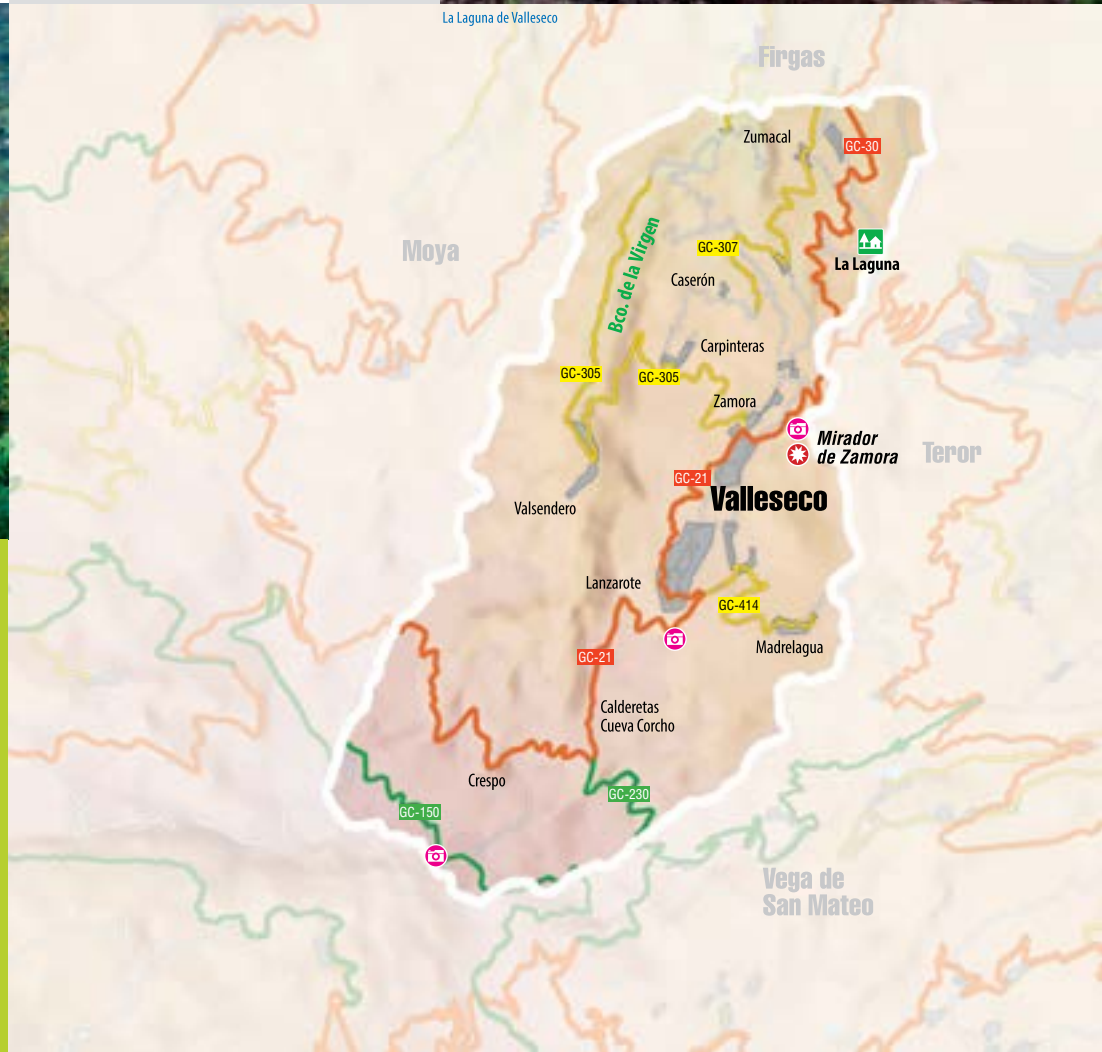 La Laguna de Valleseco
Firgas
Zumacal
GC-30
Moya
Bco. de la Virgen
GC-307
La Laguna
Caserón
Carpinteras
GC-305
GC-305
Zamora
Mirador
de Zamora
Teror
GC-21
Valleseco
Valsendero
Lanzarote
GC-414
Madrelagua
GC-21
Calderetas
Cueva Corcho
Crespo
GC-230
GC-150
Vega de
San Mateo